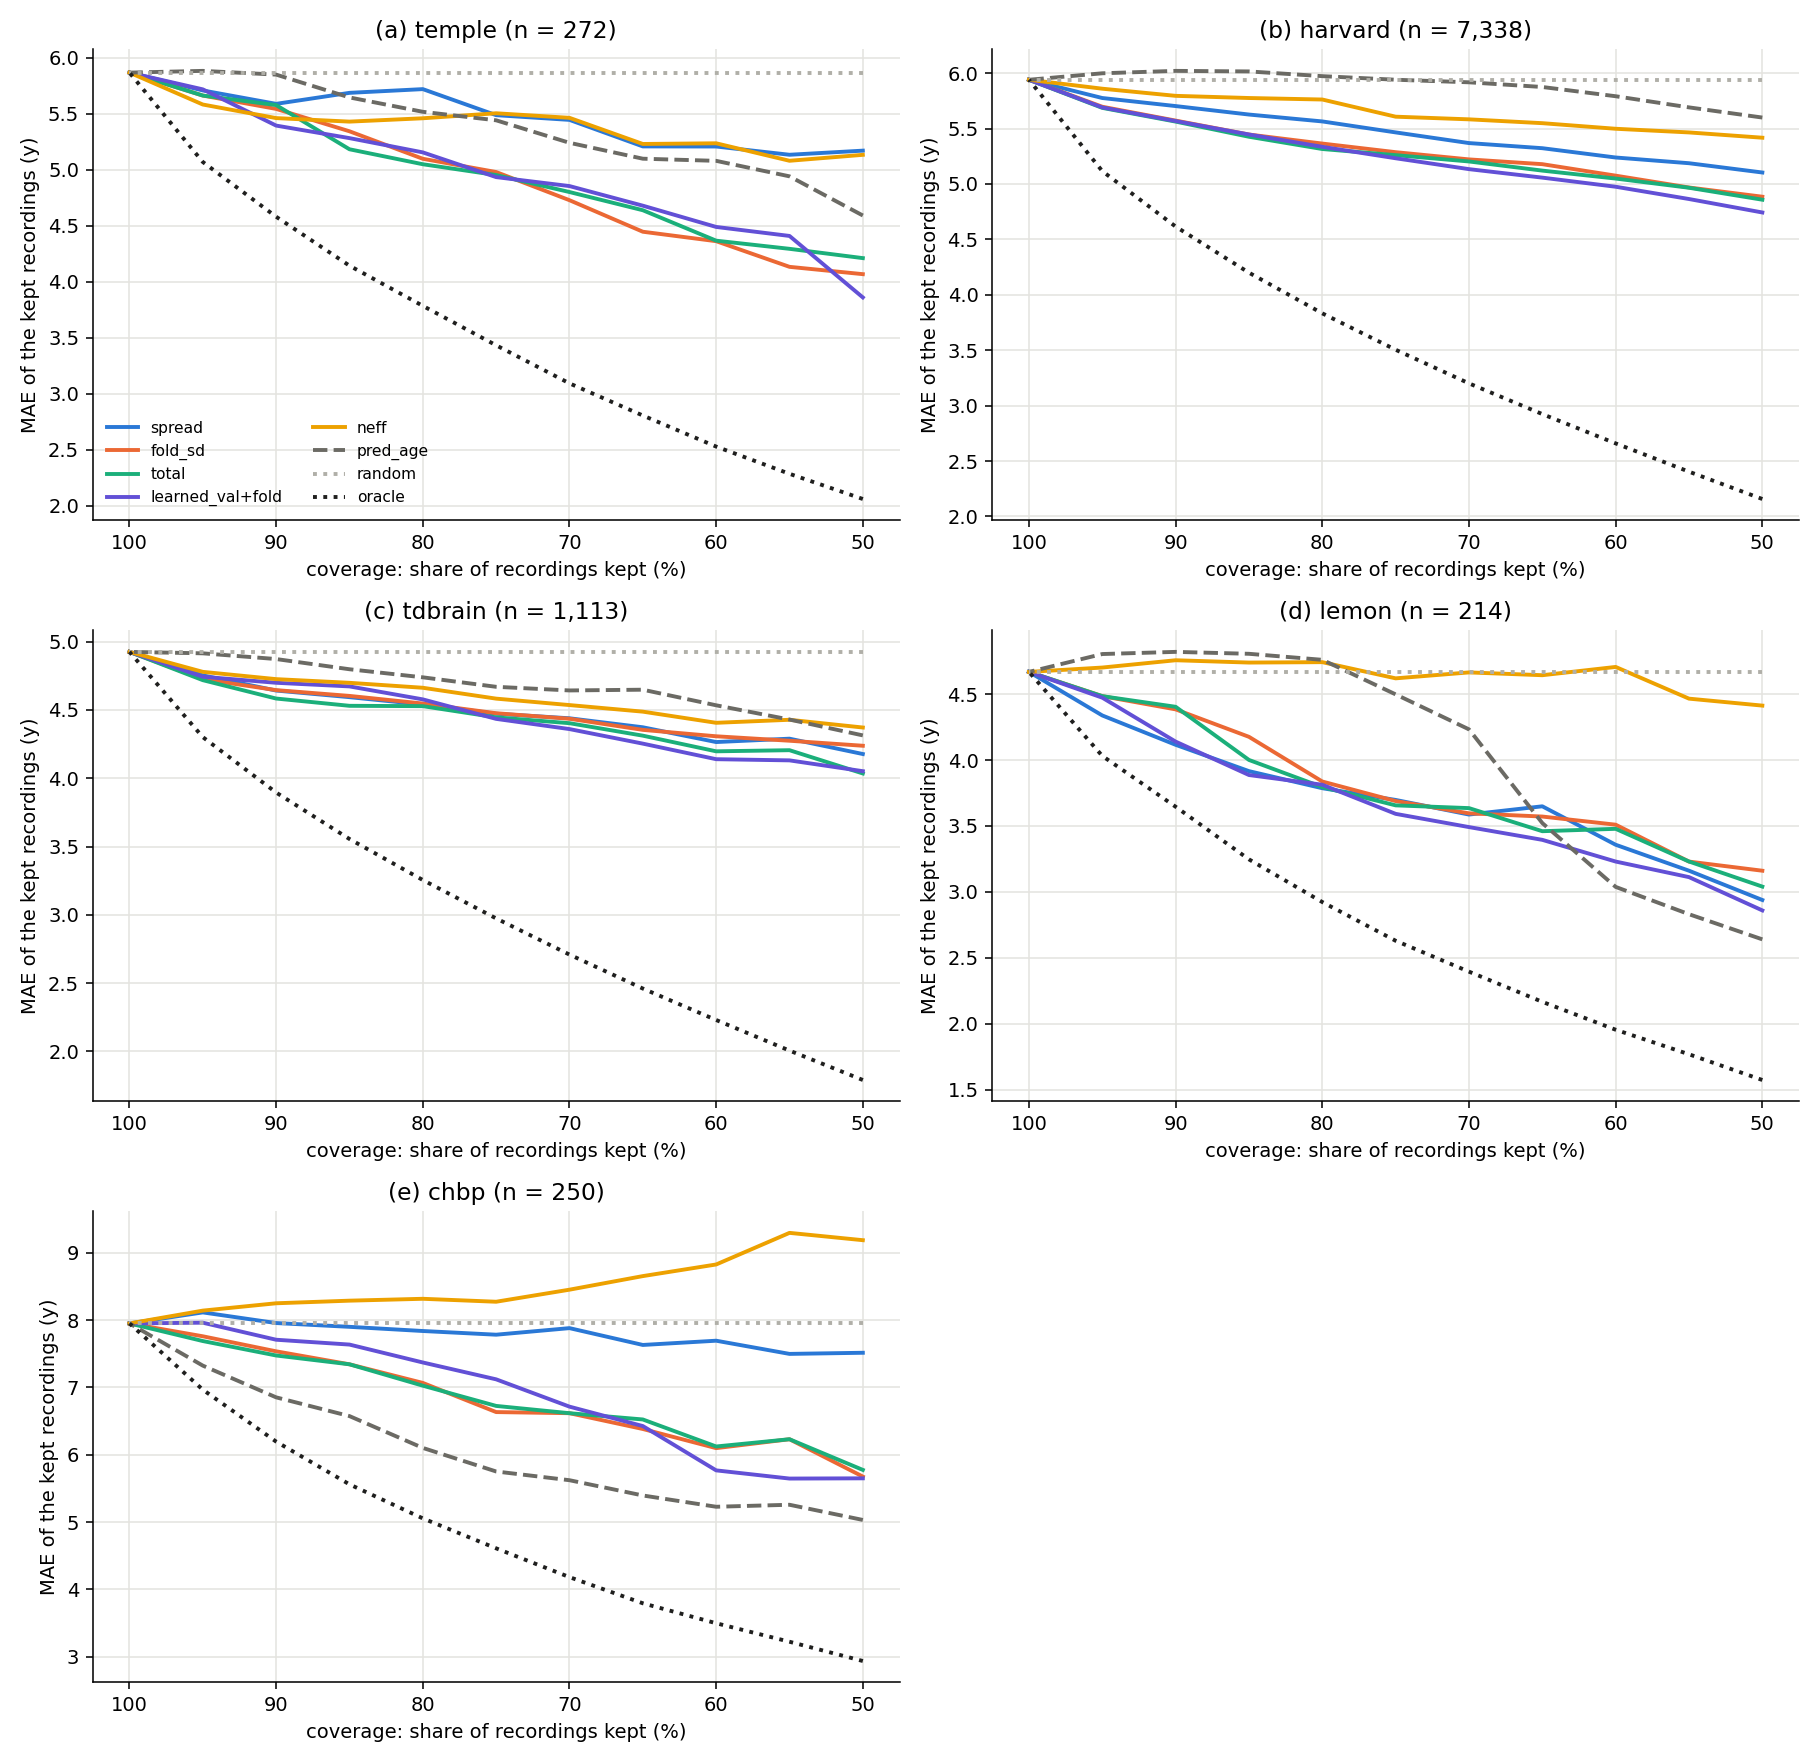 (a) temple (n = 272)
MAE of the kept recordings (y)
6.0
5.5
5.0
4.5
4.0
3.5
3.0
2.5
2.0
spread
fold_sd
total
learned_val+fold
neff
pred_age
random
oracle
100 90 80 70 60 50
coverage: share of recordings kept (%)
(b) harvard (n = 7,338)
MAE of the kept recordings (y)
6.0
5.5
5.0
4.5
4.0
3.5
3.0
2.5
2.0
100 90 80 70 60 50
coverage: share of recordings kept (%)
(c) tdbrain (n = 1,113)
MAE of the kept recordings (y)
5.0
4.5
4.0
3.5
3.0
2.5
2.0
100 90 80 70 60 50
coverage: share of recordings kept (%)
(d) lemon (n = 214)
MAE of the kept recordings (y)
4.5
4.0
3.5
3.0
2.5
2.0
1.5
100 90 80 70 60 50
coverage: share of recordings kept (%)
(e) chbp (n = 250)
MAE of the kept recordings (y)
9
8
7
6
5
4
3
100 90 80 70 60 50
coverage: share of recordings kept (%)